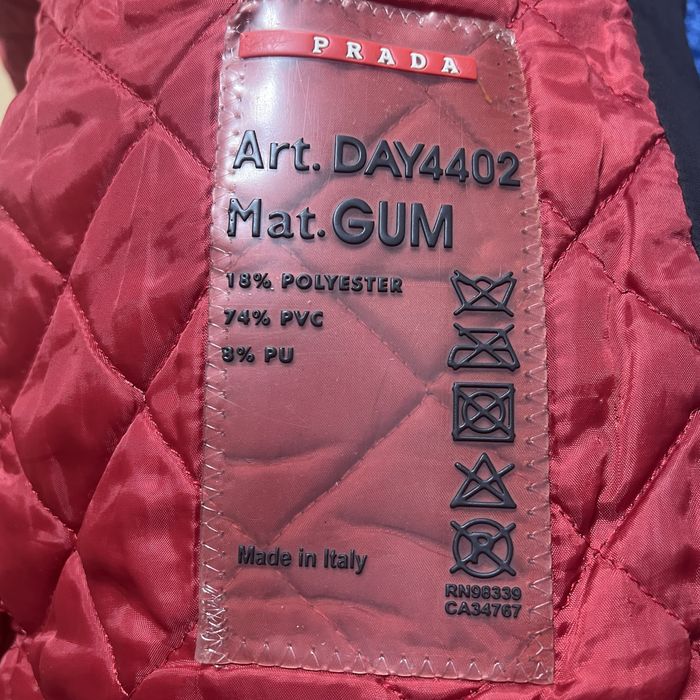 PRADA
Art. DAY4402
Mat. GUM
18% POLYESTER
74% PVC
8% PU
R
Made in Italy
RN98339
CA34767